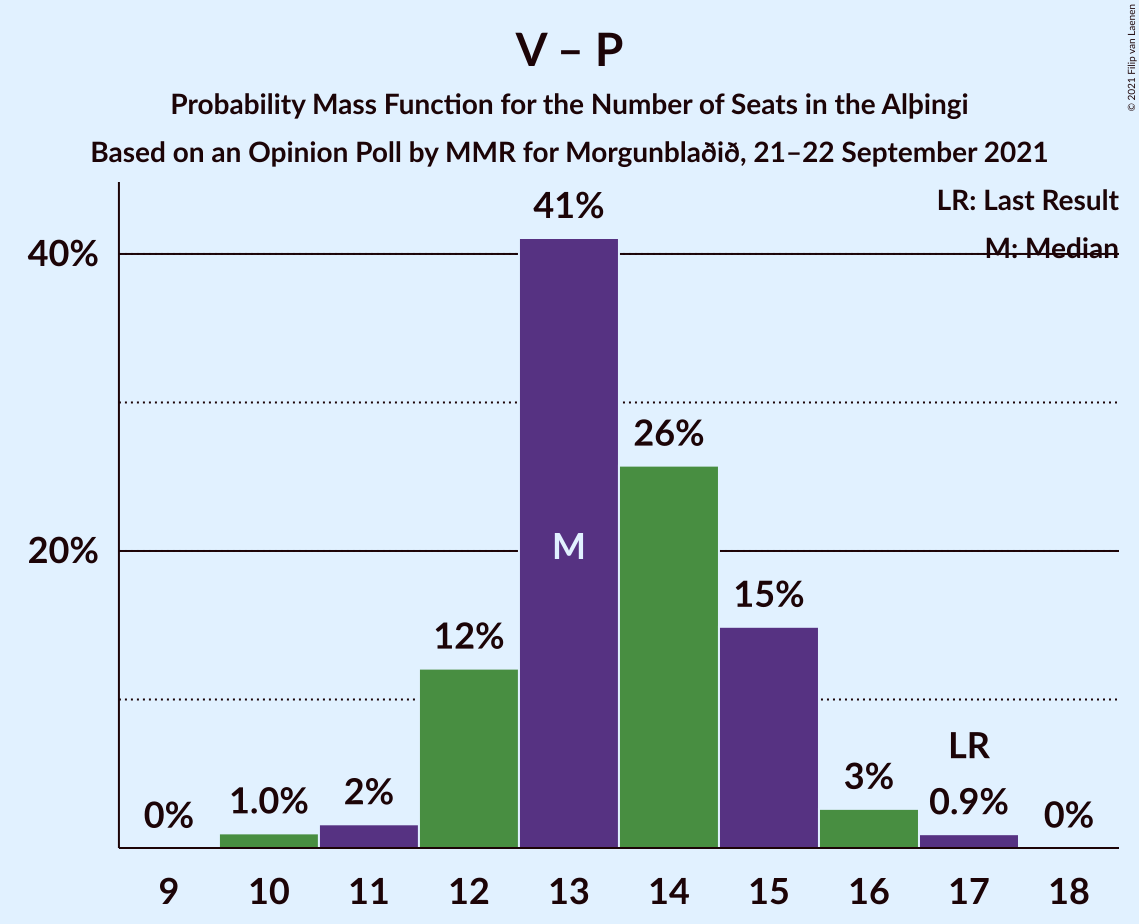 V – P
Probability Mass Function for the Number of Seats in the Alþingi
Based on an Opinion Poll by MMR for Morgunblaðið, 21–22 September 2021
© 2021 Filip van Laenen
LR: Last Result
M: Median
40%
20%
0%
1.0%
2%
12%
41%
26%
15%
3%
0.9%
0%
M
LR
9 10 11 12 13 14 15 16 17 18